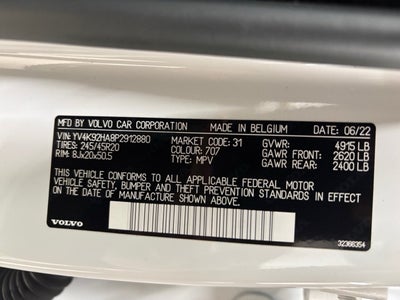 MFD BY VOLVO CAR CORPORATION MADE IN BELGIUM DATE: 06/22
VIN: YV4K92HA8P2912880 MARKET CODE: 31 GVWR: 4915 LB
TIRES: 245/45R20 COLOUR: 707 GAWR FRONT: 2620 LB
RIM: 8Jx20x50.5 TYPE: MPV GAWR REAR: 2400 LB
THIS VEHICLE CONFORMS TO ALL APPLICABLE FEDERAL MOTOR
VEHICLE SAFETY, BUMPER AND THEFT PREVENTION STANDARDS IN EFFECT
ON THE DATE OF MANUFACTURE SHOWN ABOVE.
VOLVO
32366354